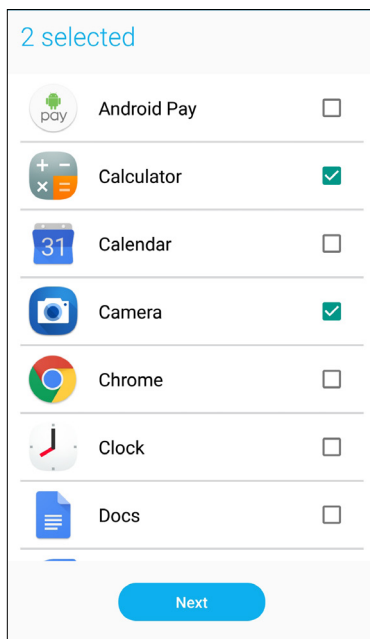 2 selected
pay
Android Pay
Calculator
31
Calendar
Camera
Chrome
Clock
Docs
Next